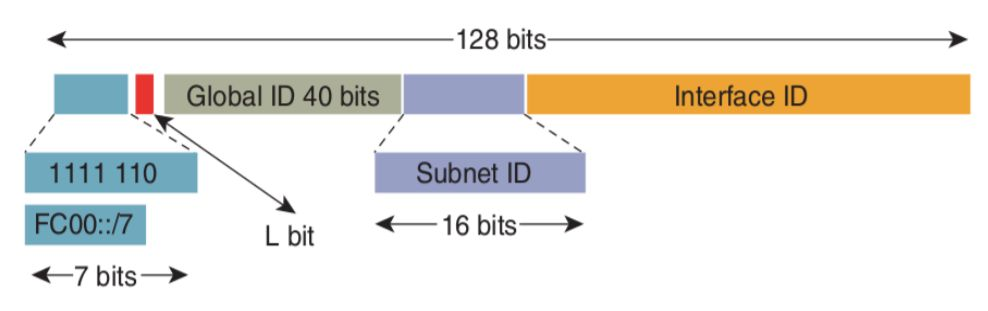 128 bits
Global ID 40 bits
Interface ID
1111 110
Subnet ID
FC00::/7
L bit
16 bits
7 bits